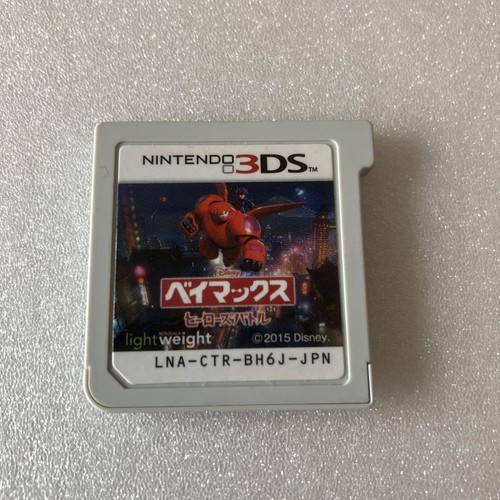 NINTENDO 3DS™
Disney
ベイマックス
ヒーローズバトル
lightweight
©2015 Disney.
LNA-CTR-BH6J-JPN